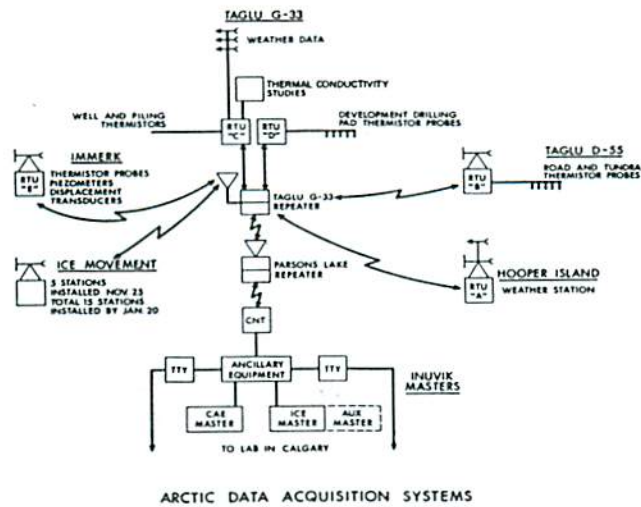 TAGLU G-33
WEATHER DATA
THERMAL CONDUCTIVITY
STUDIES
WELL AND PILING
THERMISTORS
RTU
"C"
RTU
"D"
DEVELOPMENT DRILLING
PAD THERMISTOR PROBES
IMMERK
THERMISTOR PROBES
PIEZOMETERS
DISPLACEMENT
TRANSDUCERS
RTU
"E"
TAGLU D-55
ROAD AND TUNDRA
THERMISTOR PROBES
RTU
"B"
TAGLU G-33
REPEATER
ICE MOVEMENT
5 STATIONS
INSTALLED NOV. 25
TOTAL 15 STATIONS
INSTALLED BY JAN. 20
PARSONS LAKE
REPEATER
HOOPER ISLAND
WEATHER STATION
RTU
"A"
CNT
TTY
ANCILLARY
EQUIPMENT
TTY
INUVIK
MASTERS
CAE
MASTER
ICE
MASTER
AUX
MASTER
TO LAB IN CALGARY
ARCTIC DATA ACQUISITION SYSTEMS